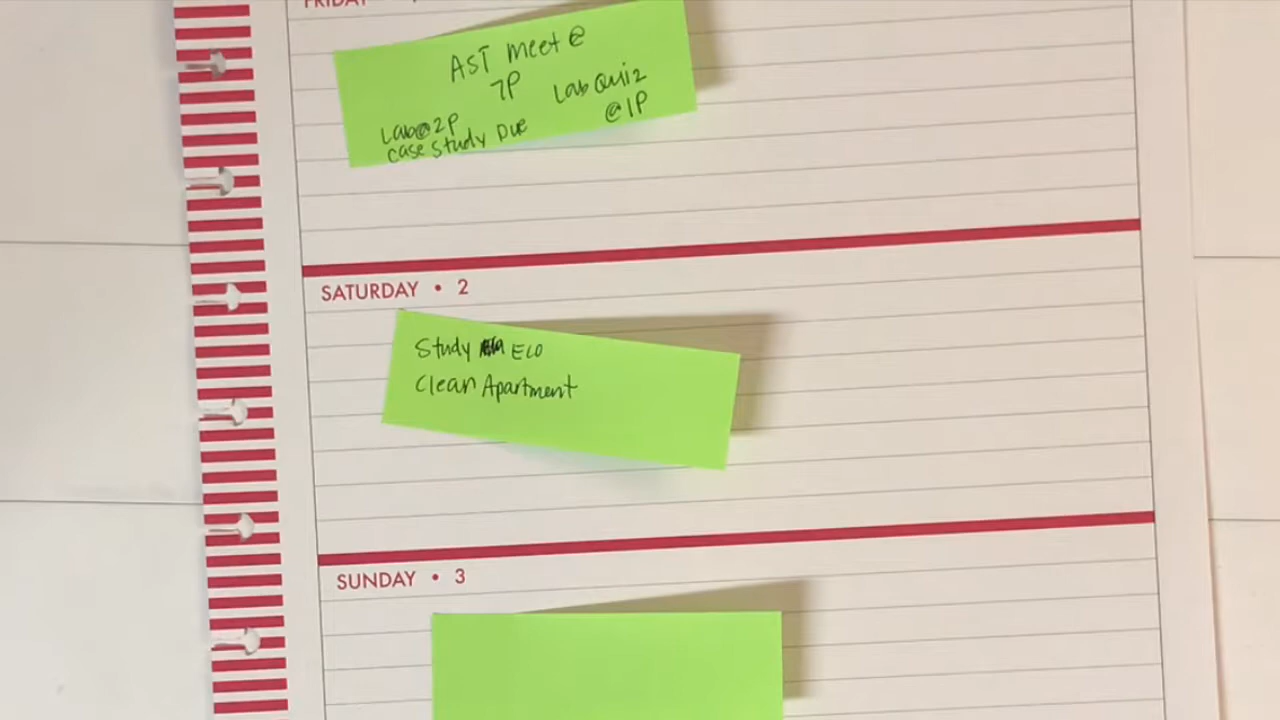 FRIDAY
AST Meet @
7P
Lab Quiz
@1P
Lab@2P
Case Study Due
SATURDAY • 2
Study ECO
Clean Apartment
SUNDAY • 3